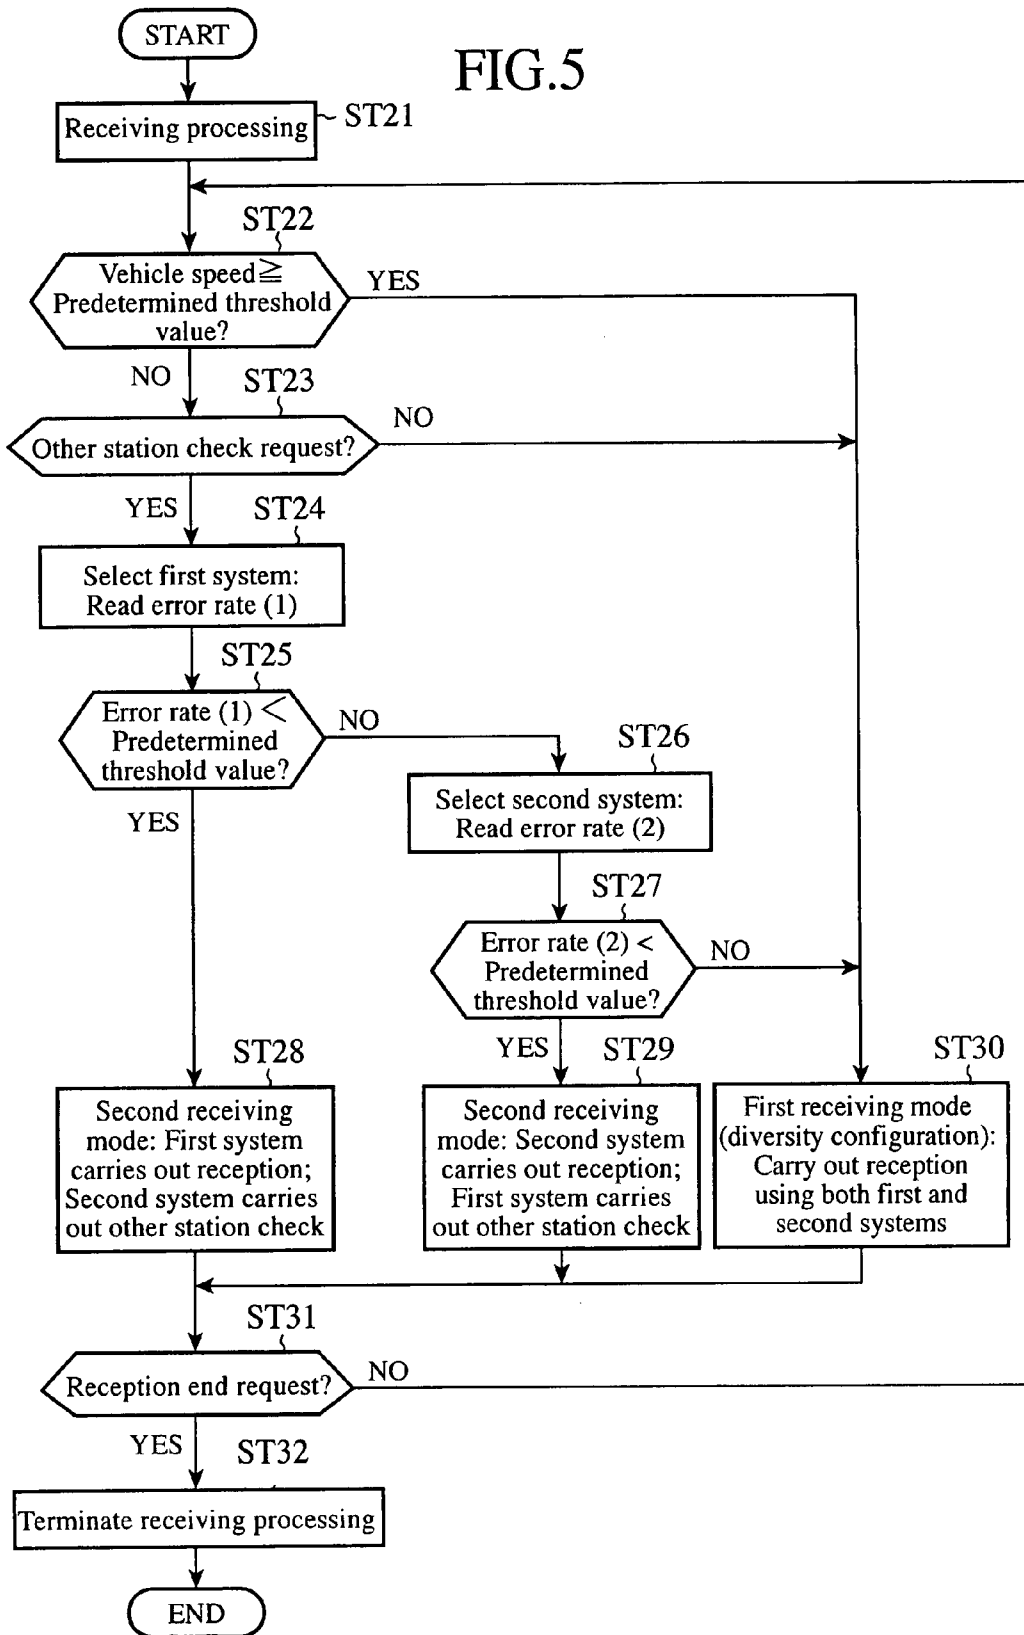 START
FIG.5
Receiving processing
ST21
ST22
Vehicle speed≧
Predetermined threshold
value?
YES
NO
ST23
Other station check request?
NO
YES
ST24
Select first system:
Read error rate (1)
ST25
Error rate (1) <
Predetermined
threshold value?
NO
YES
ST26
Select second system:
Read error rate (2)
ST27
Error rate (2) <
Predetermined
threshold value?
NO
YES
ST28
Second receiving
mode: First system
carries out reception;
Second system carries
out other station check
ST29
Second receiving
mode: Second system
carries out reception;
First system carries
out other station check
ST30
First receiving mode
(diversity configuration):
Carry out reception
using both first and
second systems
ST31
Reception end request?
NO
YES
ST32
Terminate receiving processing
END